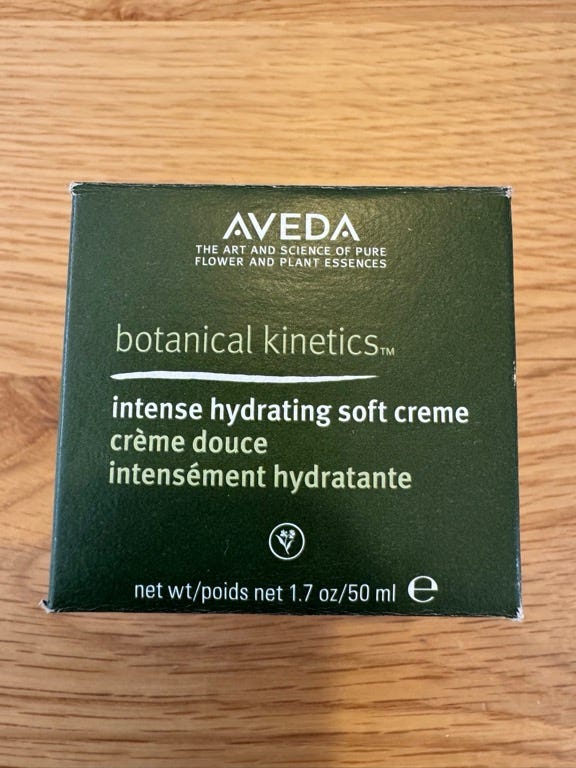 AVEDA
THE ART AND SCIENCE OF PURE
FLOWER AND PLANT ESSENCES
botanical kinetics™
intense hydrating soft creme
crème douce
intensément hydratante
net wt/poids net 1.7 oz/50 ml ℮